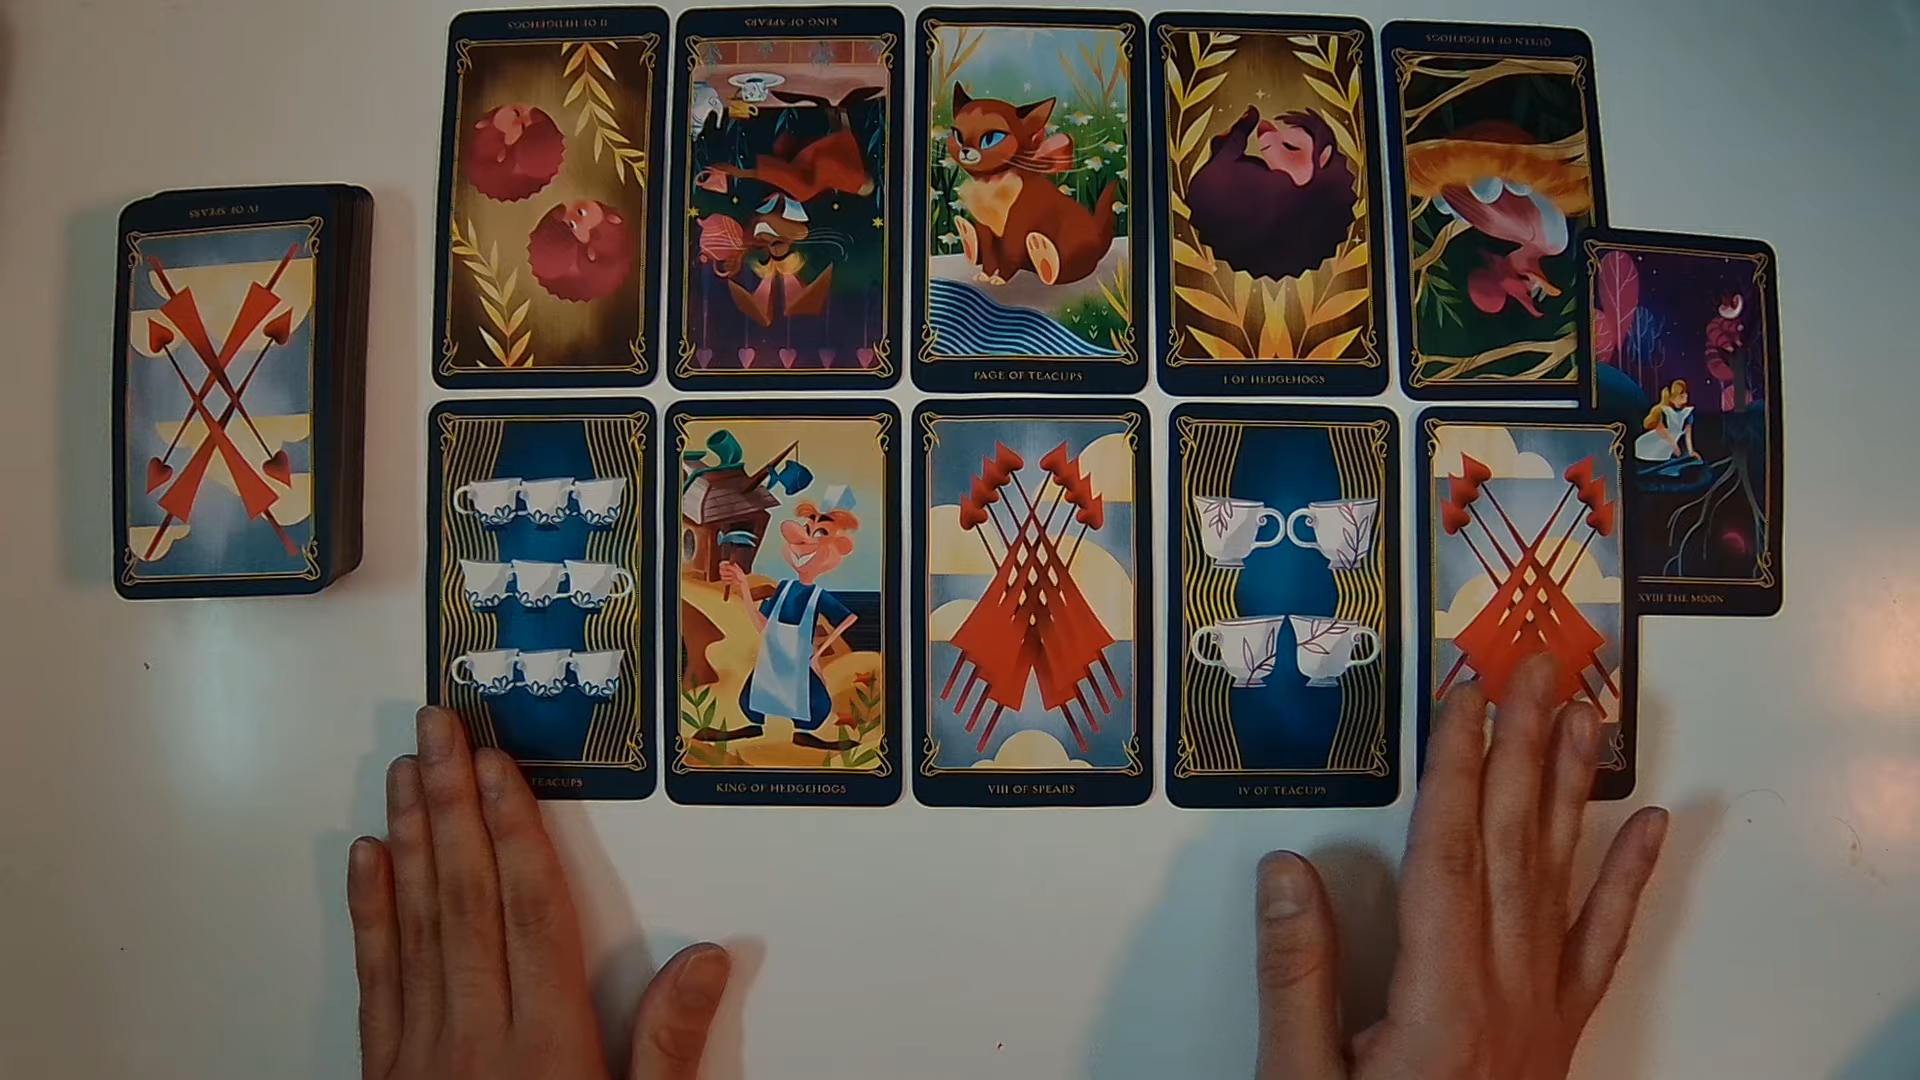 II OF HEDGEHOGS
KING OF SPEARS
PAGE OF TEACUPS
I OF HEDGEHOGS
QUEEN OF HEDGEHOGS
IV OF SPEARS
XVIII THE MOON
TEACUPS
KING OF HEDGEHOGS
VIII OF SPEARS
IV OF TEACUPS